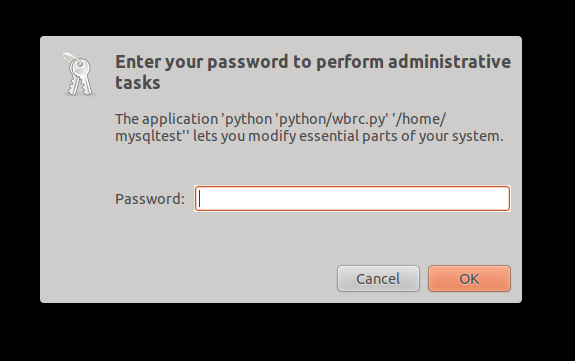 Enter your password to perform administrative
tasks
The application 'python 'python/wbrc.py' '/home/
mysqltest'' lets you modify essential parts of your system.
Password:
Cancel
OK